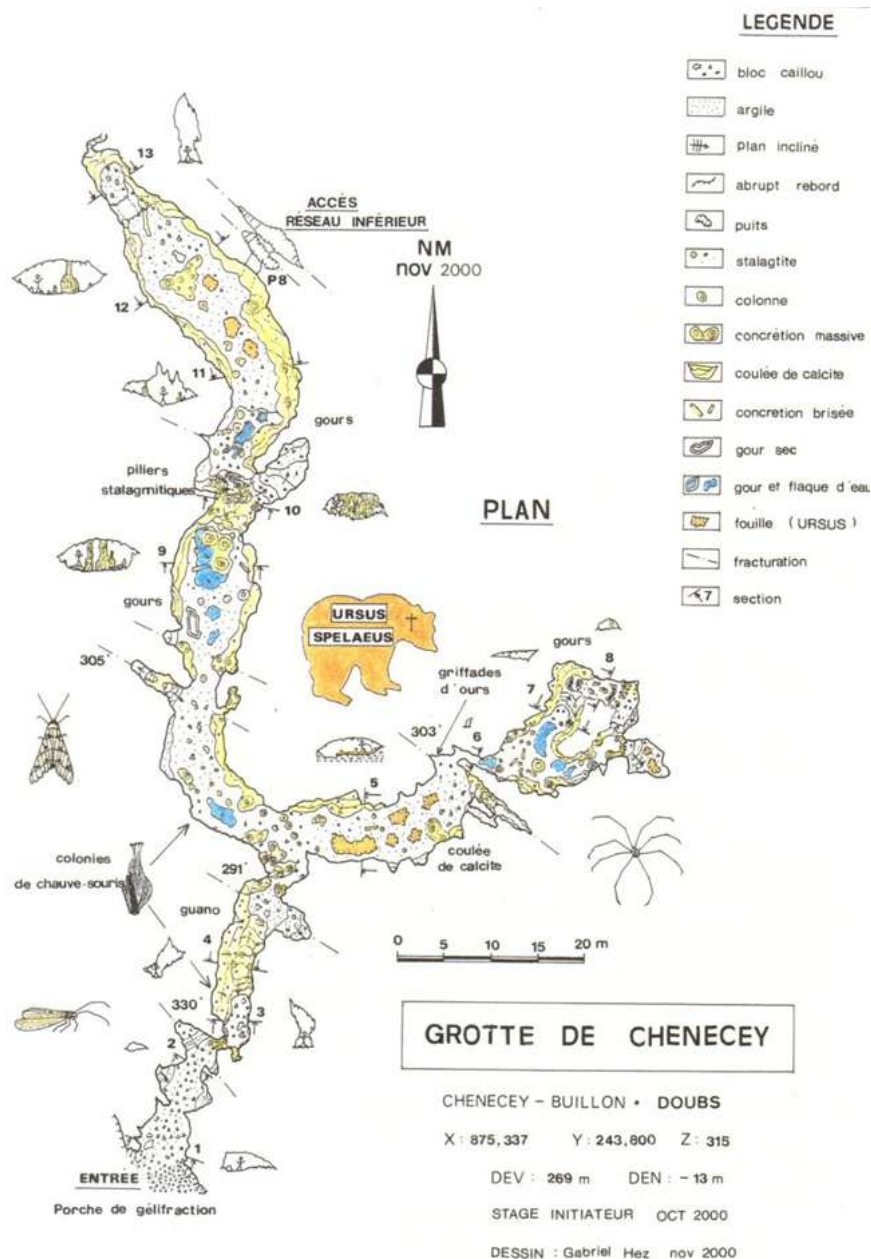 LEGENDE
bloc caillou
argile
plan incliné
abrupt rebord
puits
stalagtite
colonne
concrétion massive
coulée de calcite
concretion brisée
gour sec
gour et flaque d'eau
fouille (URSUS)
fracturation
7 section
13
ACCÈS
RÉSEAU INFÉRIEUR
P8
NM
nov 2000
12
11
gours
piliers
stalagmitiques
10
PLAN
9
gours
URSUS
SPELAEUS
305°
gours
8
7
griffades
d'ours
303°
6
5
coulée
de calcite
colonies
de chauve-souris
291°
guano
4
330°
3
2
1
ENTRÉE
Porche de gélifraction
0 5 10 15 20 m
GROTTE DE CHENECEY
CHENECEY - BUILLON • DOUBS
X : 875,337 Y : 243,800 Z : 315
DEV : 269 m DEN : - 13 m
STAGE INITIATEUR OCT 2000
DESSIN : Gabriel Hez nov 2000